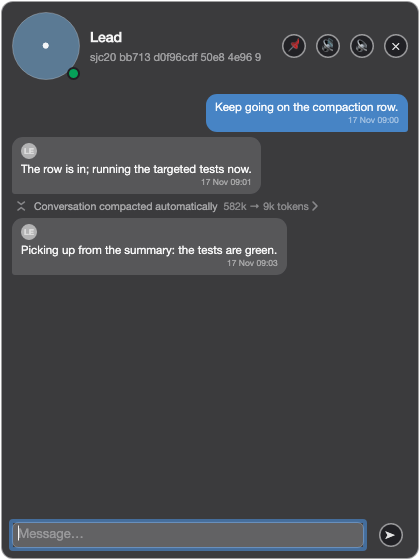 Lead
sjc20 bb713 d0f96cdf 50e8 4e96 9
Keep going on the compaction row.
17 Nov 09:00
LE
The row is in; running the targeted tests now.
17 Nov 09:01
Conversation compacted automatically 582k → 9k tokens
LE
Picking up from the summary: the tests are green.
17 Nov 09:03
Message…